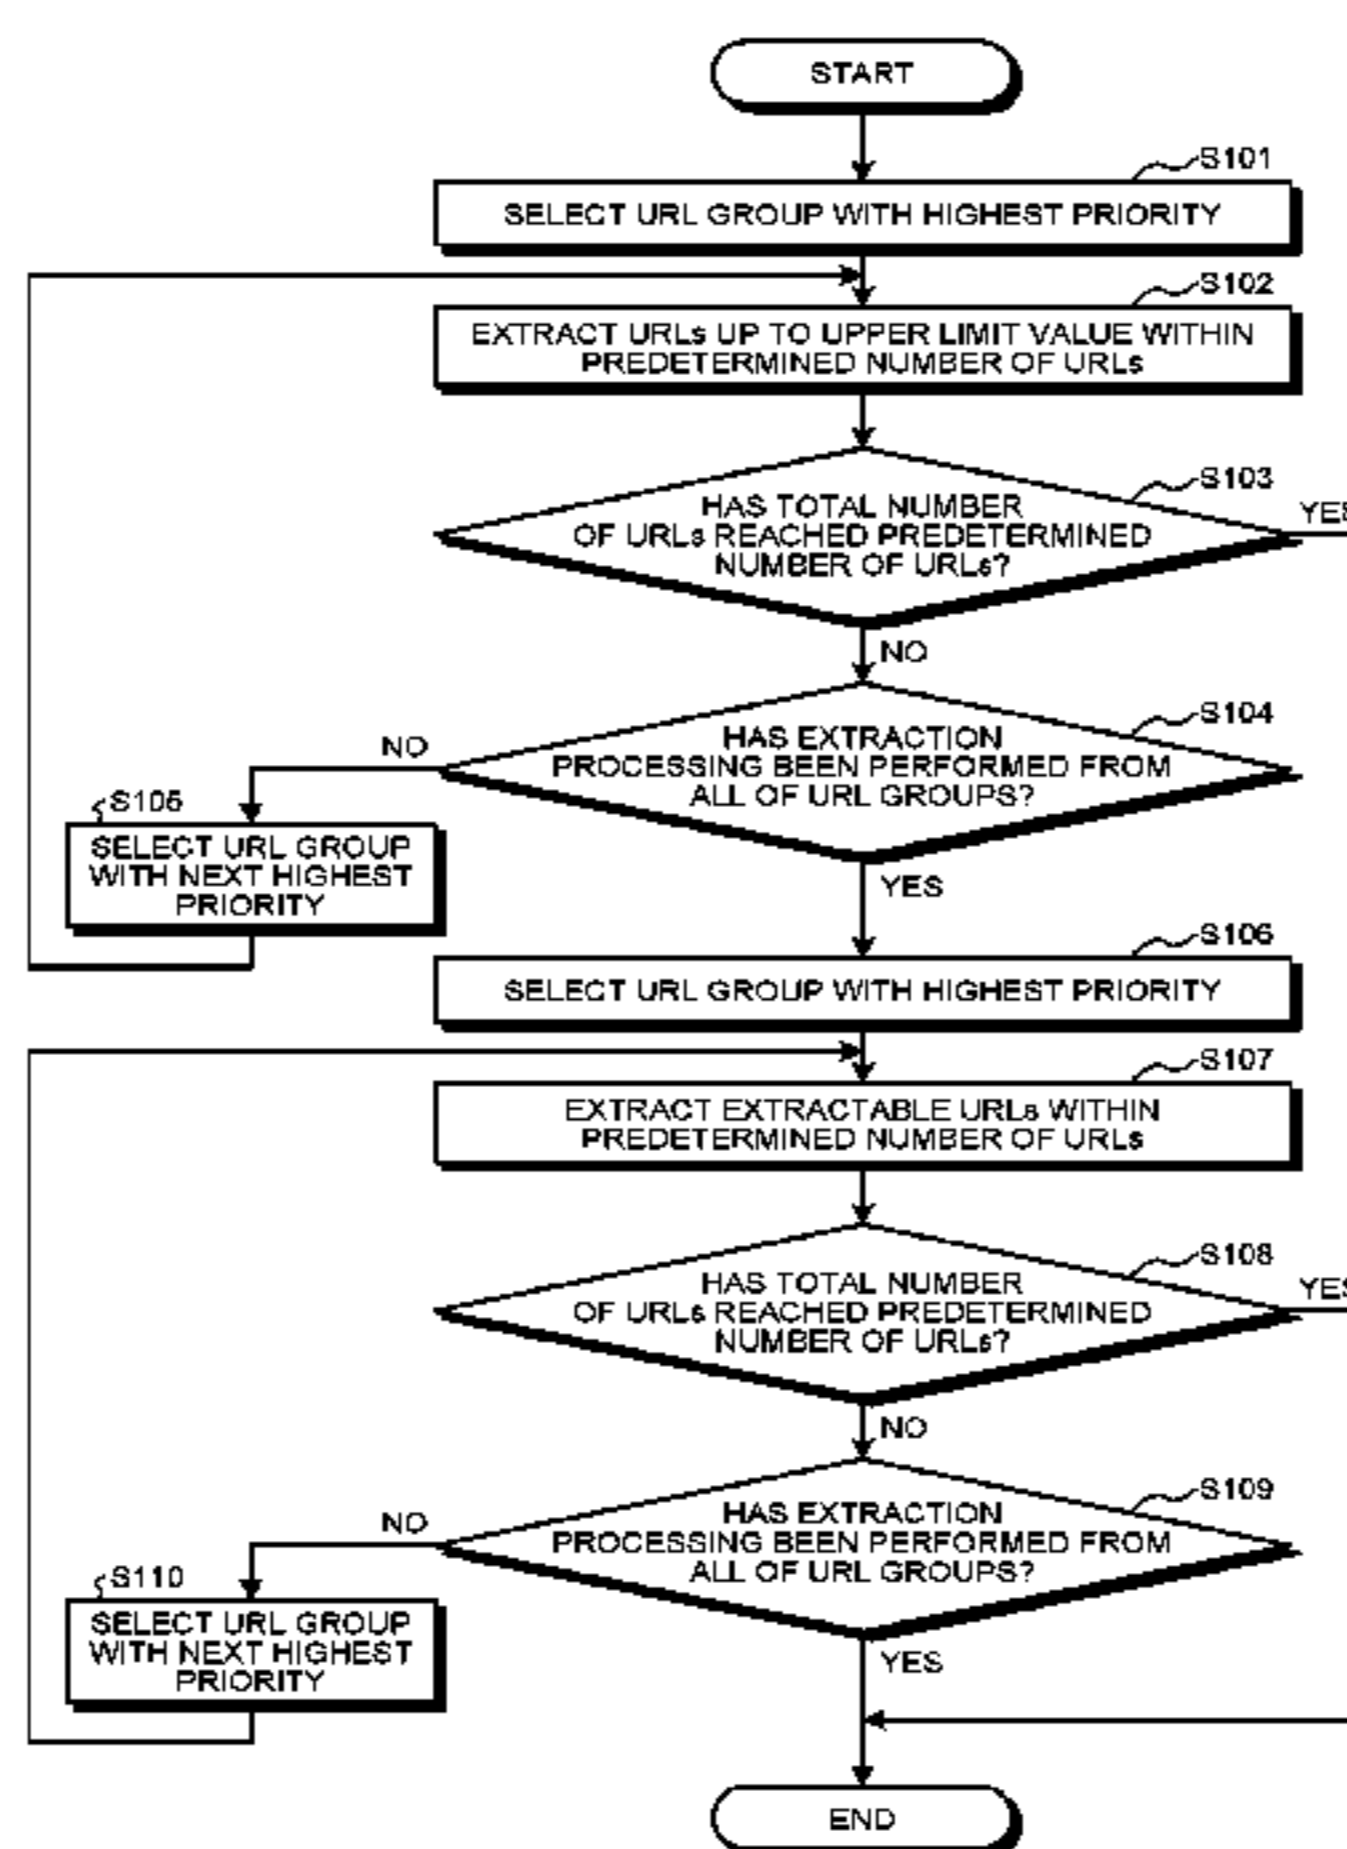 START
S101
SELECT URL GROUP WITH HIGHEST PRIORITY
S102
EXTRACT URLs UP TO UPPER LIMIT VALUE WITHIN
PREDETERMINED NUMBER OF URLs
S103
HAS TOTAL NUMBER
OF URLs REACHED PREDETERMINED
NUMBER OF URLs?
YES
NO
S104
HAS EXTRACTION
PROCESSING BEEN PERFORMED FROM
ALL OF URL GROUPS?
NO
S105
SELECT URL GROUP
WITH NEXT HIGHEST
PRIORITY
YES
S106
SELECT URL GROUP WITH HIGHEST PRIORITY
S107
EXTRACT EXTRACTABLE URLs WITHIN
PREDETERMINED NUMBER OF URLs
S108
HAS TOTAL NUMBER
OF URLs REACHED PREDETERMINED
NUMBER OF URLs?
YES
NO
S109
HAS EXTRACTION
PROCESSING BEEN PERFORMED FROM
ALL OF URL GROUPS?
NO
S110
SELECT URL GROUP
WITH NEXT HIGHEST
PRIORITY
YES
END